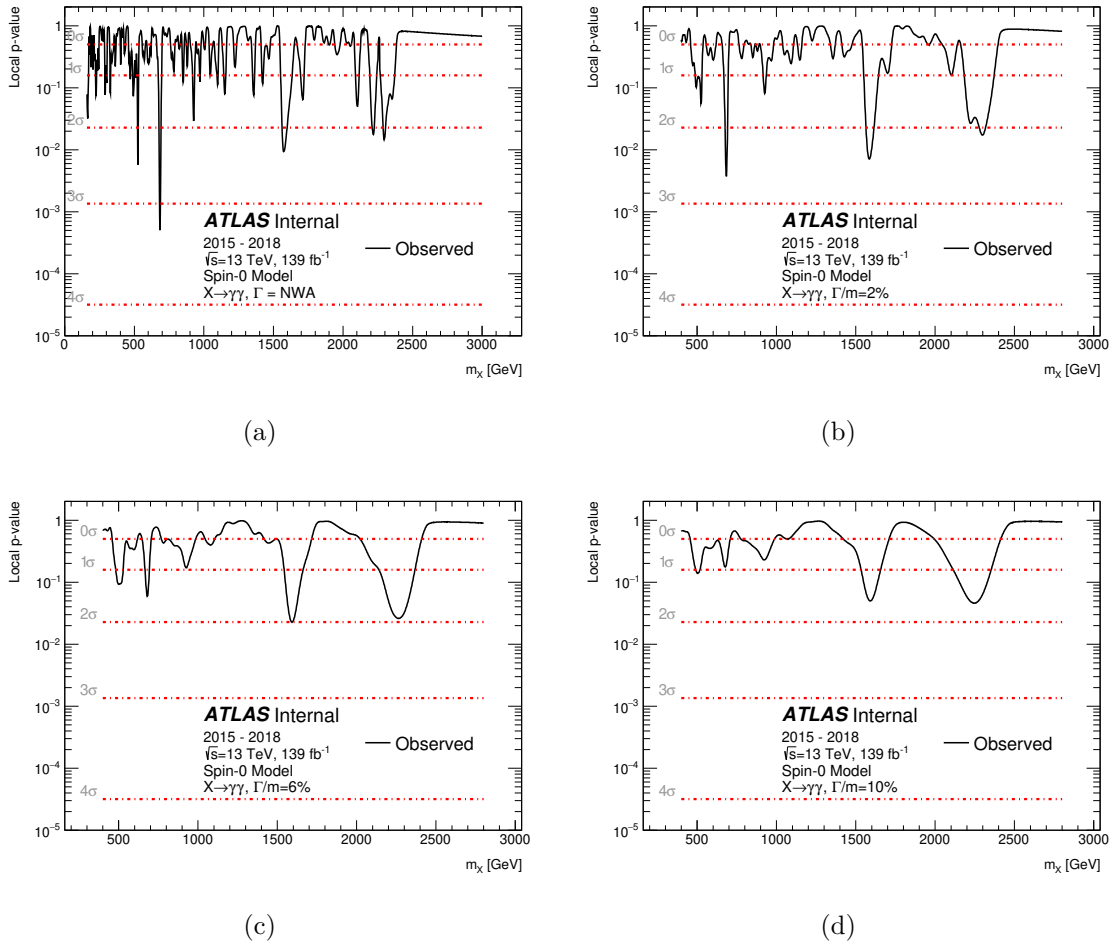 Local p-value
1
10⁻¹
10⁻²
10⁻³
10⁻⁴
10⁻⁵
0σ
1σ
2σ
3σ
4σ
ATLAS Internal
2015 - 2018
√s=13 TeV, 139 fb⁻¹
Spin-0 Model
X→γγ, Γ = NWA
Observed
0 500 1000 1500 2000 2500 3000
m_X [GeV]
(a)
Local p-value
1
10⁻¹
10⁻²
10⁻³
10⁻⁴
10⁻⁵
0σ
1σ
2σ
3σ
4σ
ATLAS Internal
2015 - 2018
√s=13 TeV, 139 fb⁻¹
Spin-0 Model
X→γγ, Γ/m=2%
Observed
500 1000 1500 2000 2500 3000
m_X [GeV]
(b)
Local p-value
1
10⁻¹
10⁻²
10⁻³
10⁻⁴
10⁻⁵
0σ
1σ
2σ
3σ
4σ
ATLAS Internal
2015 - 2018
√s=13 TeV, 139 fb⁻¹
Spin-0 Model
X→γγ, Γ/m=6%
Observed
500 1000 1500 2000 2500 3000
m_X [GeV]
(c)
Local p-value
1
10⁻¹
10⁻²
10⁻³
10⁻⁴
10⁻⁵
0σ
1σ
2σ
3σ
4σ
ATLAS Internal
2015 - 2018
√s=13 TeV, 139 fb⁻¹
Spin-0 Model
X→γγ, Γ/m=10%
Observed
500 1000 1500 2000 2500 3000
m_X [GeV]
(d)